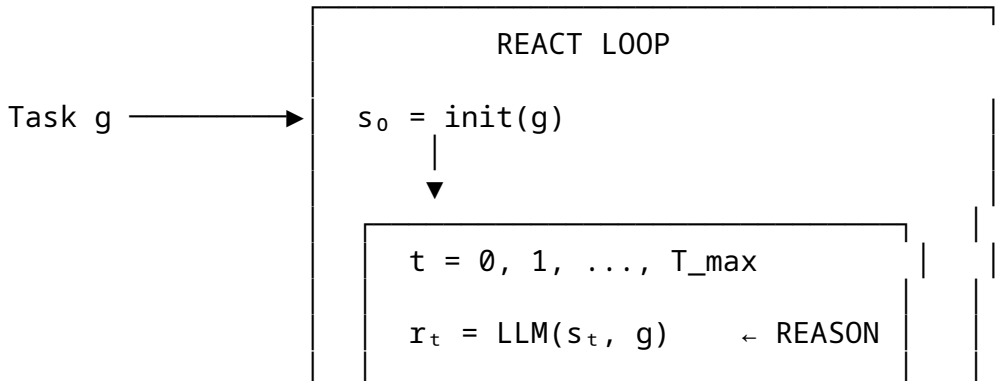 REACT LOOP
Task g ──────────▶ s₀ = init(g)
t = 0, 1, ..., T_max
rₜ = LLM(sₜ, g) ← REASON